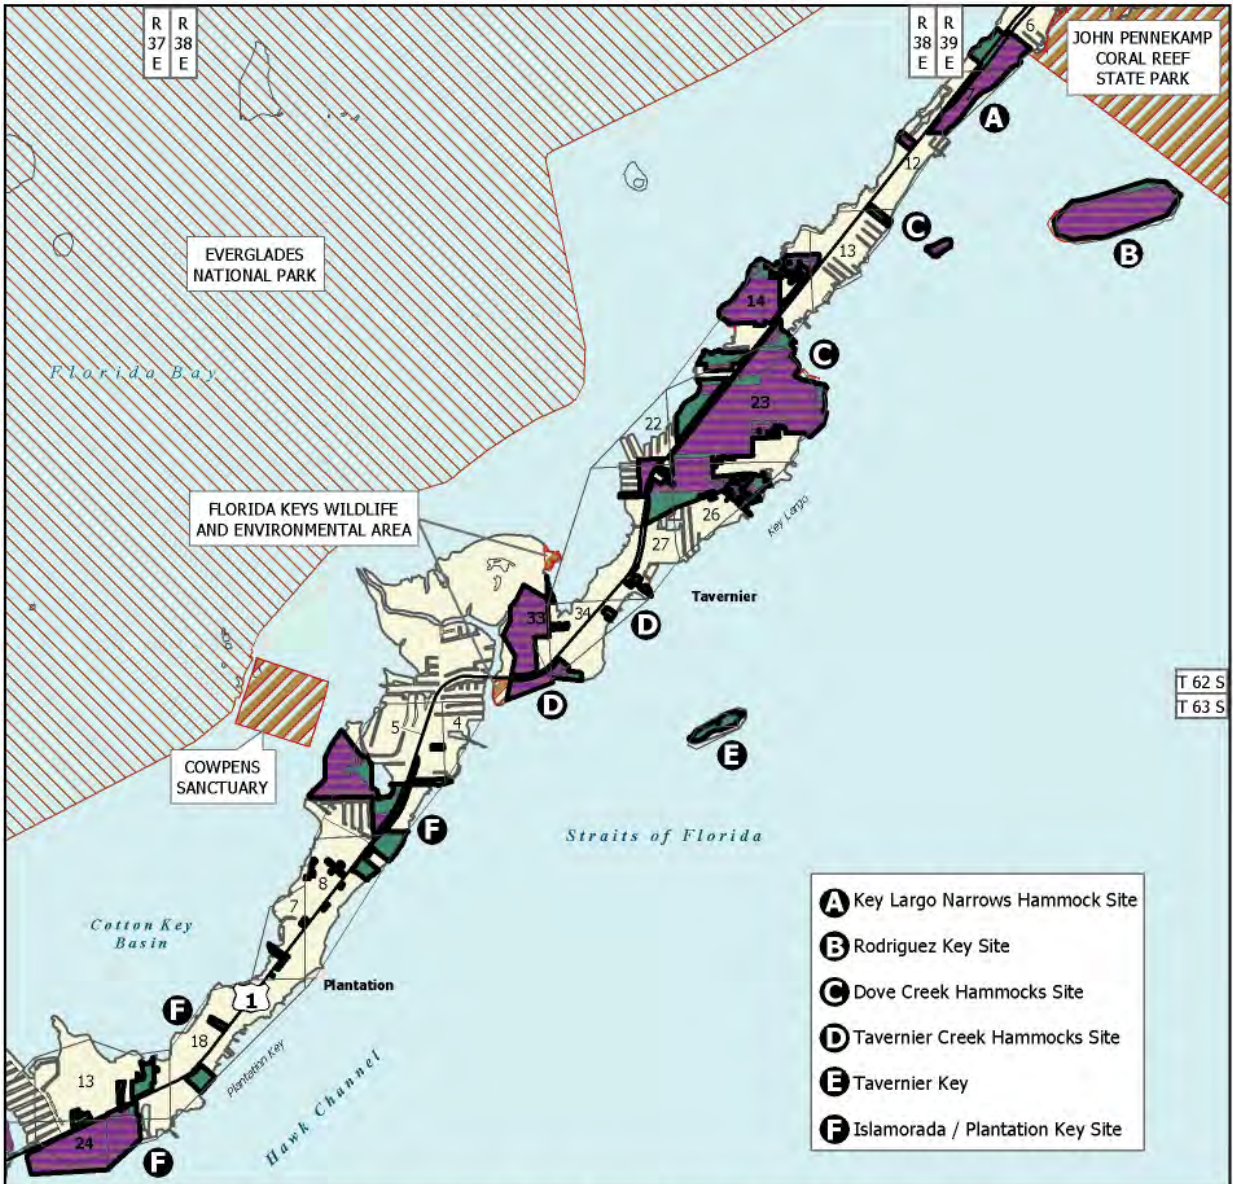 R
37
E
R
38
E
R
38
E
R
39
E
6
JOHN PENNEKAMP
CORAL REEF
STATE PARK
A
12
C
B
13
EVERGLADES
NATIONAL PARK
14
C
Florida Bay
23
22
FLORIDA KEYS WILDLIFE
AND ENVIRONMENTAL AREA
26
Key Largo
27
Tavernier
33
34
D
D
T 62 S
T 63 S
5
4
E
COWPENS
SANCTUARY
F
Straits of Florida
8
7
Cotton Key
Basin
Plantation
1
F
18
Plantation Key
13
Hawk Channel
24
F
A Key Largo Narrows Hammock Site
B Rodriguez Key Site
C Dove Creek Hammocks Site
D Tavernier Creek Hammocks Site
E Tavernier Key
F Islamorada / Plantation Key Site